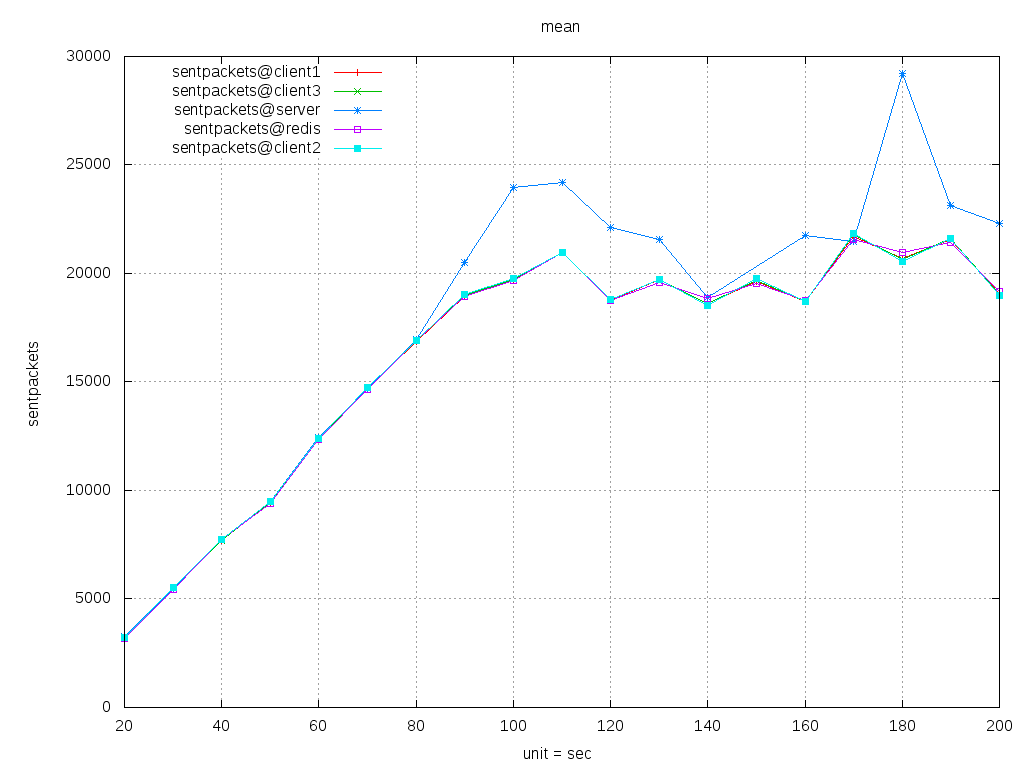 mean
30000
25000
20000
15000
10000
5000
0
sentpackets
sentpackets@client1
sentpackets@client3
sentpackets@server
sentpackets@redis
sentpackets@client2
20 40 60 80 100 120 140 160 180 200
unit = sec